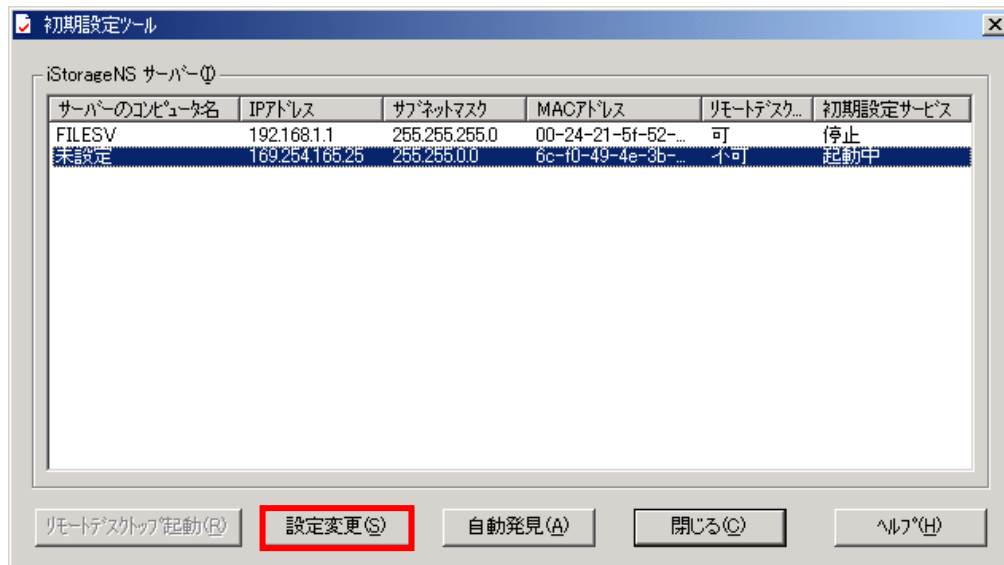 初期設定ツール
iStorageNS サーバー(I)
サーバーのコンピュータ名 IPアドレス サブネットマスク MACアドレス リモートデスク... 初期設定サービス
FILESV 192.168.1.1 255.255.255.0 00-24-21-5f-52-... 可 停止
未設定 169.254.165.25 255.255.0.0 6c-f0-49-4e-3b-... 不可 起動中
リモートデスクトップ起動(R) 設定変更(S) 自動発見(A) 閉じる(C) ヘルプ(H)